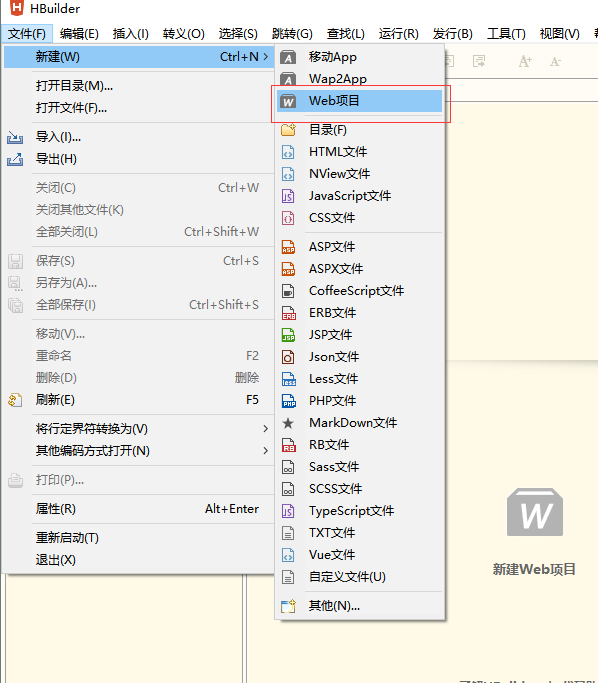 HBuilder
文件(F) 编辑(E) 插入(I) 转义(O) 选择(S) 跳转(G) 查找(L) 运行(R) 发行(B) 工具(T) 视图(V)
新建(W) Ctrl+N
打开目录(M)...
打开文件(F)...
导入(I)...
导出(H)
关闭(C) Ctrl+W
关闭其他文件(K)
全部关闭(L) Ctrl+Shift+W
保存(S) Ctrl+S
另存为(A)...
全部保存(I) Ctrl+Shift+S
移动(V)...
重命名 F2
删除(D) 删除
刷新(E) F5
将行定界符转换为(V)
其他编码方式打开(N)
打印(P)...
属性(R) Alt+Enter
重新启动(T)
退出(X)
移动App
Wap2App
Web项目
目录(F)
HTML文件
NView文件
JavaScript文件
CSS文件
ASP文件
ASPX文件
CoffeeScript文件
ERB文件
JSP文件
Json文件
Less文件
PHP文件
MarkDown文件
RB文件
Sass文件
SCSS文件
TypeScript文件
TXT文件
Vue文件
自定义文件(U)
其他(N)...
A+ A-
W
新建Web项目